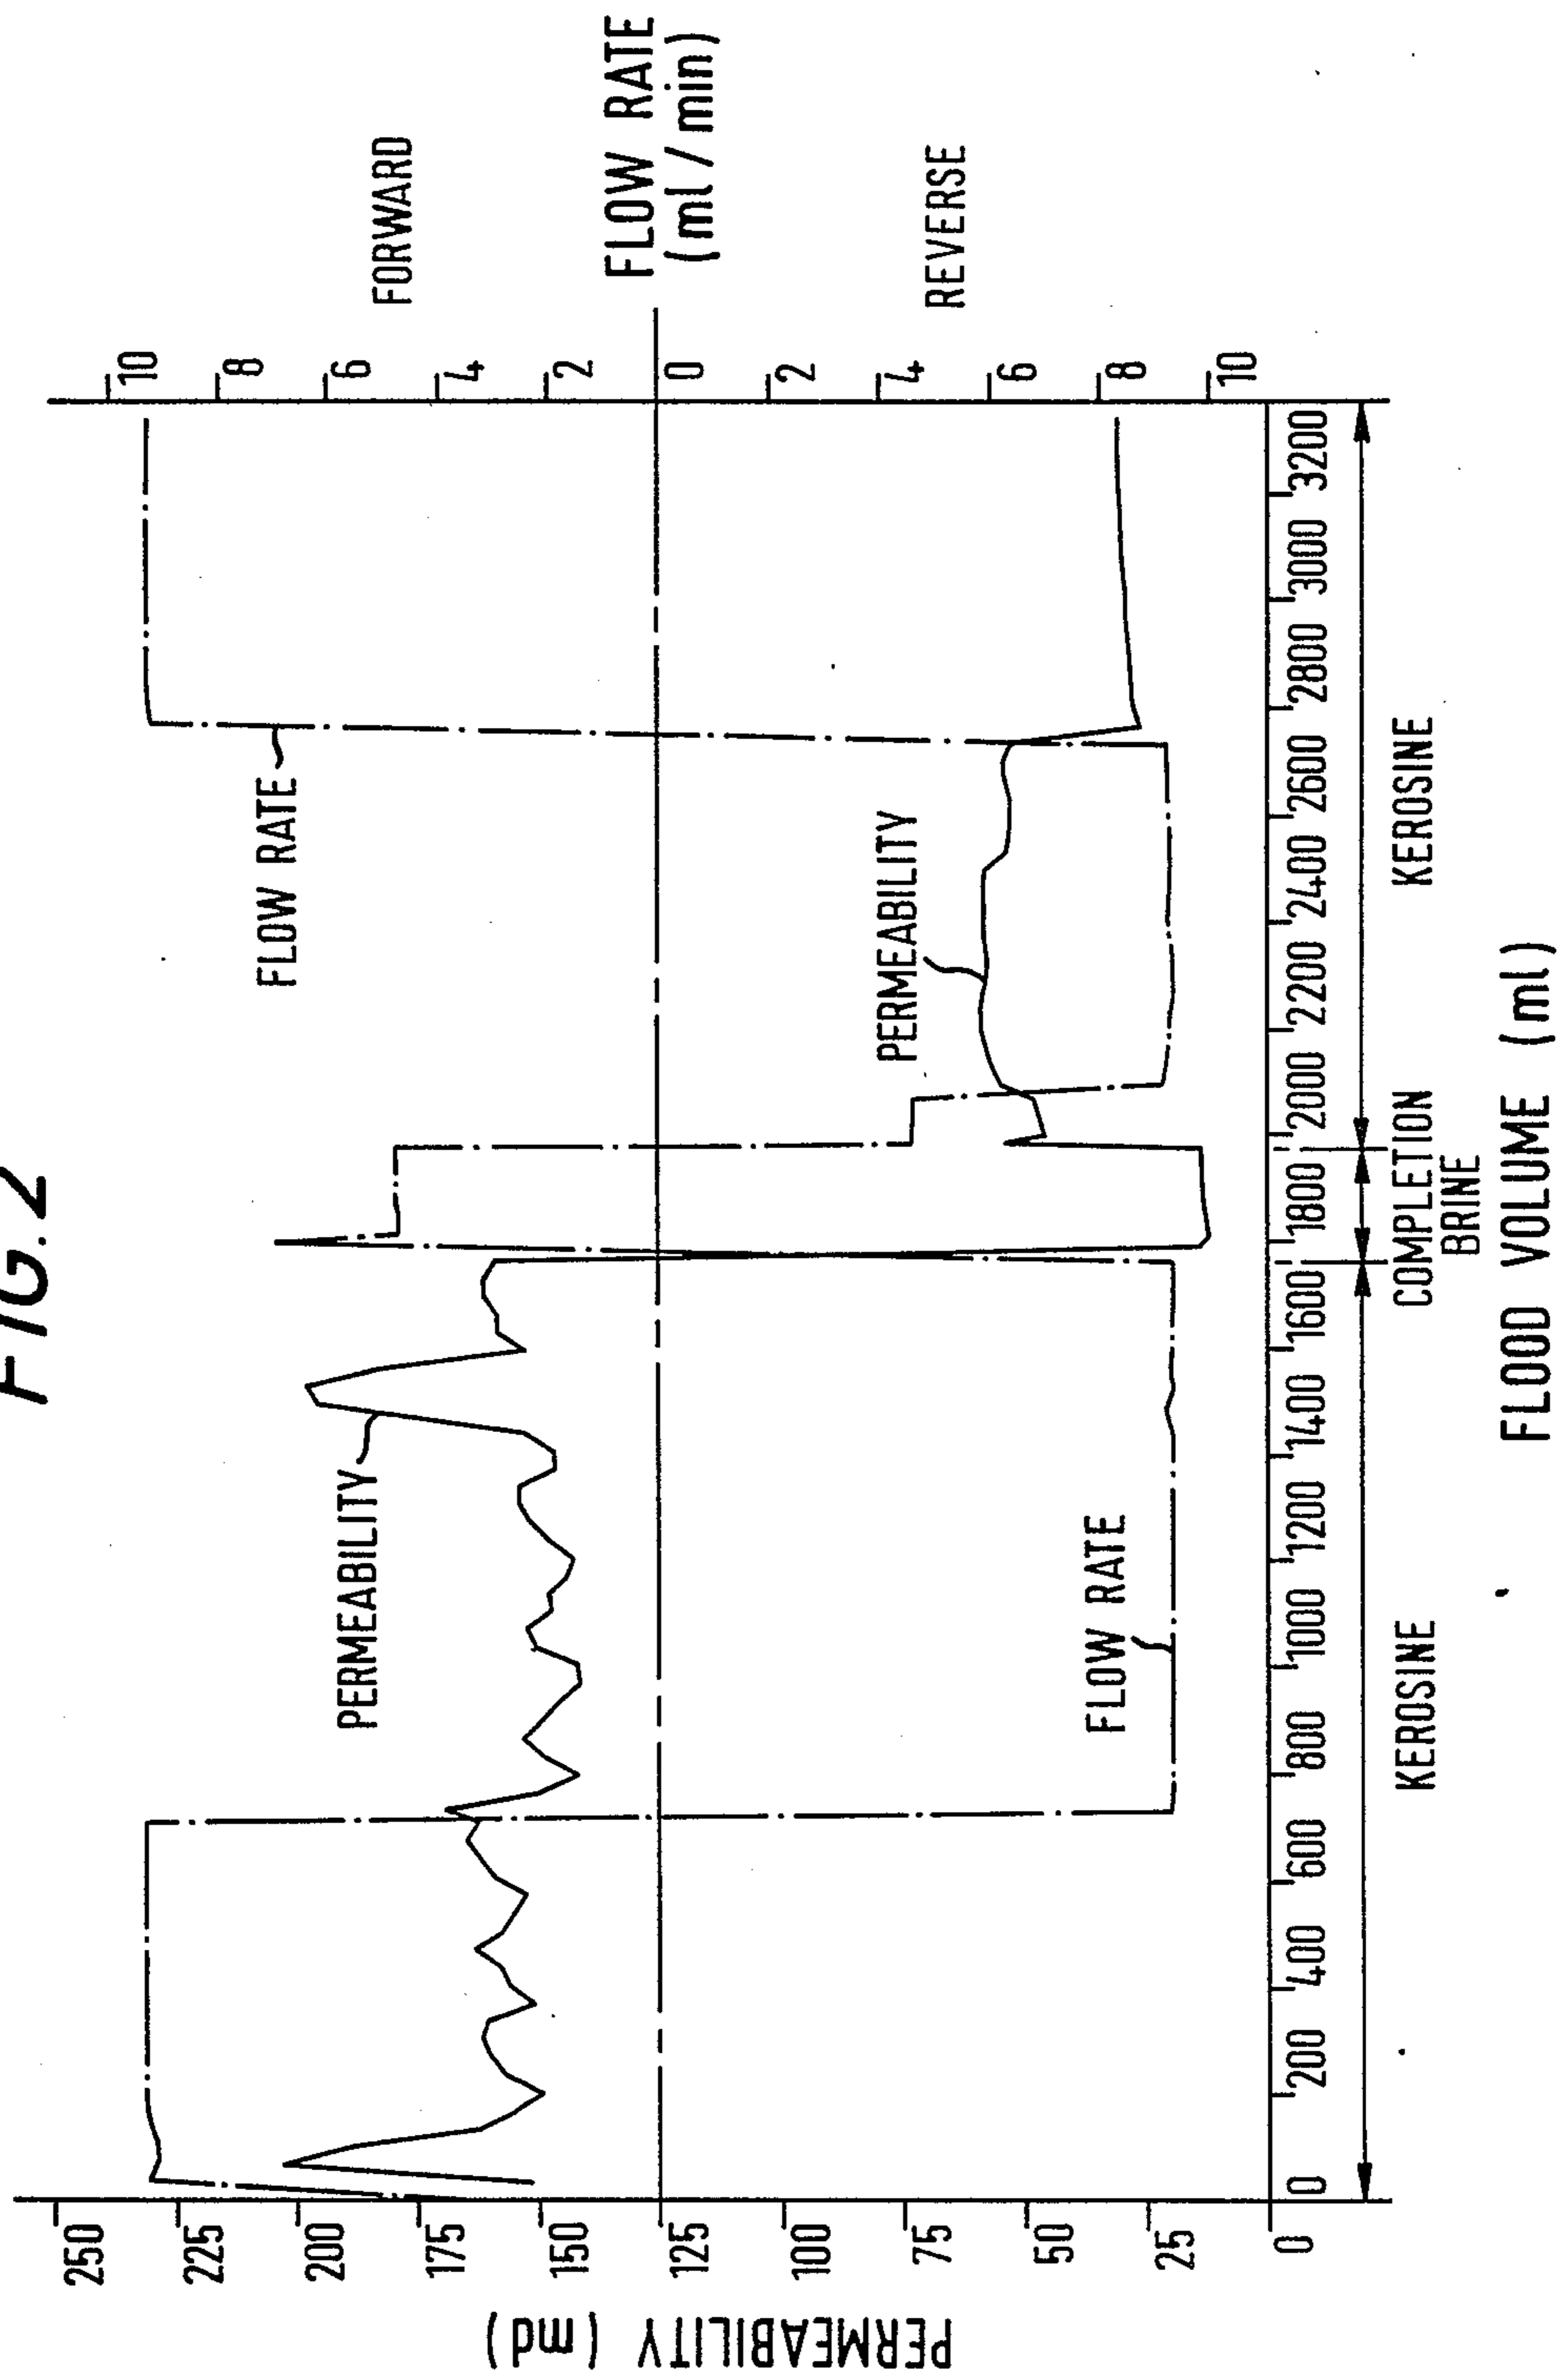 FIG. 2
PERMEABILITY (md)
250
225
200
175
150
125
100
75
50
25
0
FLOW RATE
PERMEABILITY
PERMEABILITY
FLOW RATE
FORWARD
FLOW RATE
(ml / min)
REVERSE
10
8
6
4
2
0
2
4
6
8
10
0
200
400
600
800
1000
1200
1400
1600
1800
2000
2200
2400
2600
2800
3000
3200
KEROSINE
COMPLETION
BRINE
KEROSINE
FLOOD VOLUME (ml)